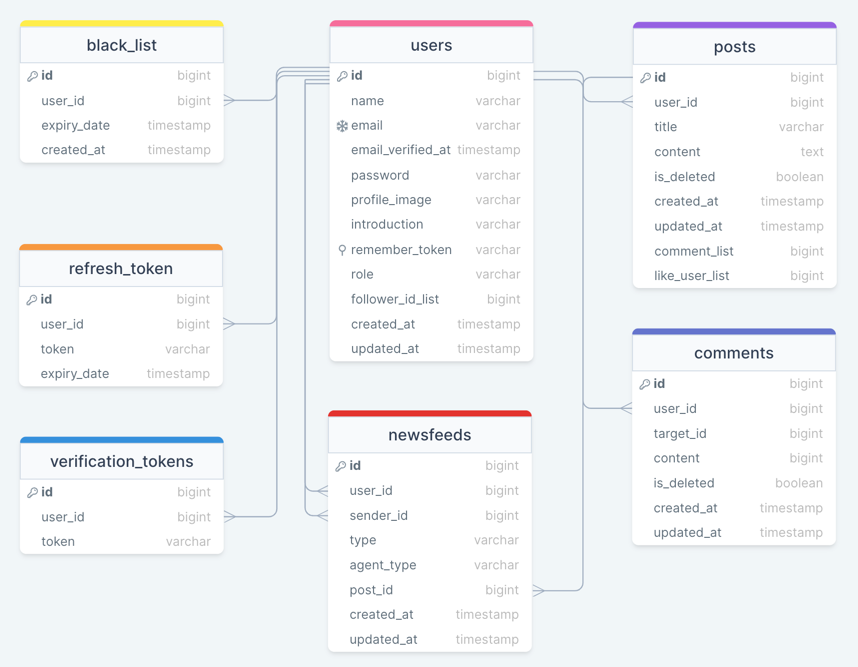 black_list
id bigint
user_id bigint
expiry_date timestamp
created_at timestamp
users
id bigint
name varchar
email varchar
email_verified_at timestamp
password varchar
profile_image varchar
introduction varchar
remember_token varchar
role varchar
follower_id_list bigint
created_at timestamp
updated_at timestamp
posts
id bigint
user_id bigint
title varchar
content text
is_deleted boolean
created_at timestamp
updated_at timestamp
comment_list bigint
like_user_list bigint
refresh_token
id bigint
user_id bigint
token varchar
expiry_date timestamp
comments
id bigint
user_id bigint
target_id bigint
content bigint
is_deleted boolean
created_at timestamp
updated_at timestamp
verification_tokens
id bigint
user_id bigint
token varchar
newsfeeds
id bigint
user_id bigint
sender_id bigint
type varchar
agent_type varchar
post_id bigint
created_at timestamp
updated_at timestamp